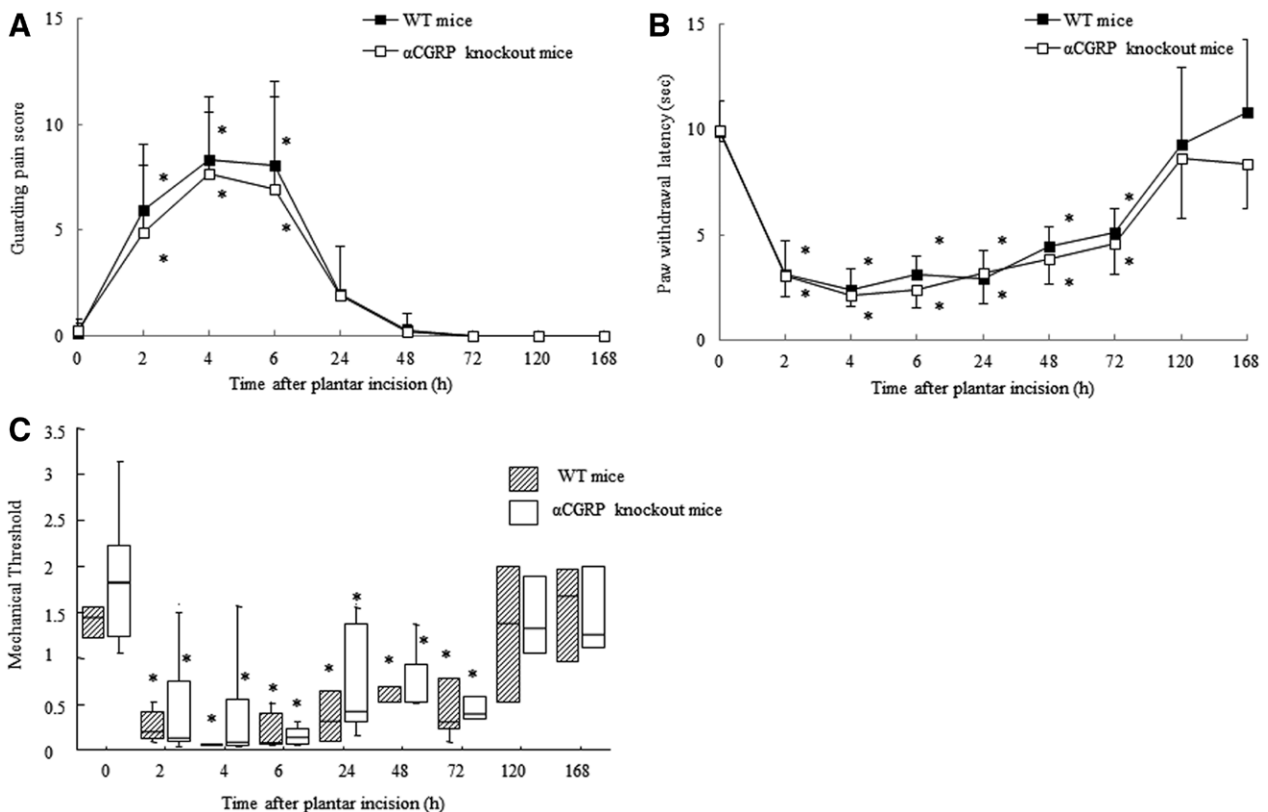 A
15
10
5
0
Guarding pain score
WT mice
αCGRP knockout mice
* * * * * *
0 2 4 6 24 48 72 120 168
Time after plantar incision (h)
B
15
10
5
0
Paw withdrawal latency (sec)
WT mice
αCGRP knockout mice
* * * * * * * * * * * *
0 2 4 6 24 48 72 120 168
Time after plantar incision (h)
C
3.5
3
2.5
2
1.5
1
0.5
0
Mechanical Threshold
WT mice
αCGRP knockout mice
* * * * * * * * * * * *
0 2 4 6 24 48 72 120 168
Time after plantar incision (h)